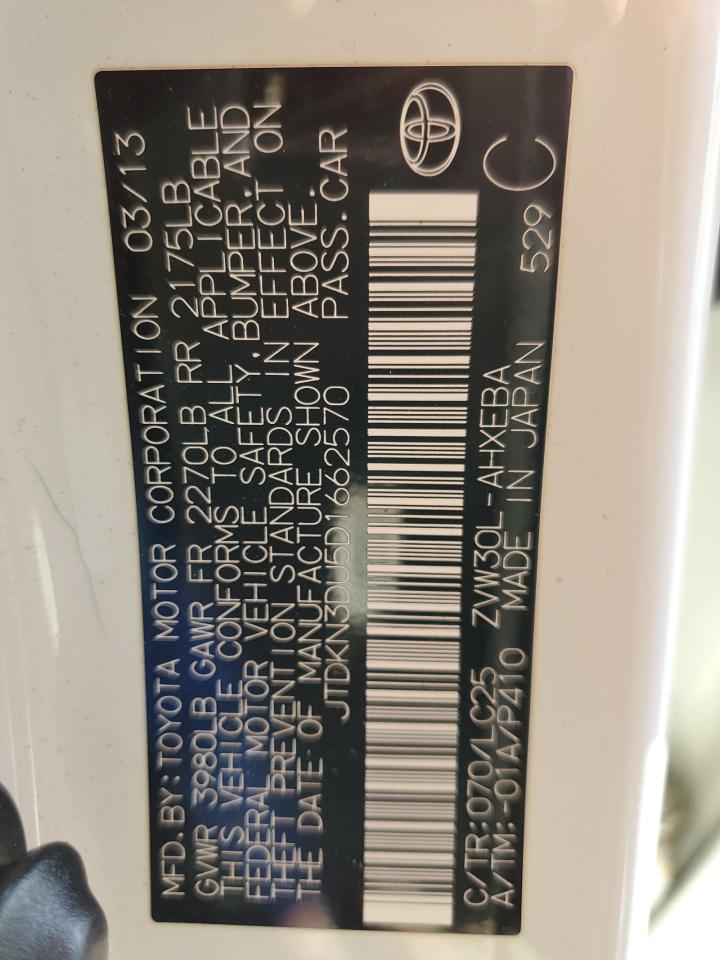 MFD.BY:TOYOTA MOTOR CORPORATION 03/13
GVWR 3980LB GAWR FR 2270LB RR 2175LB
THIS VEHICLE CONFORMS TO ALL APPLICABLE
FEDERAL MOTOR VEHICLE SAFETY, BUMPER, AND
THEFT PREVENTION STANDARDS IN EFFECT ON
THE DATE OF MANUFACTURE SHOWN ABOVE.
JTDKN3DU5D1662570 PASS.CAR
C/TR:070/LC25 ZVW30L-AHXEBA
A/TM:-01A/P410 MADE IN JAPAN 529 C